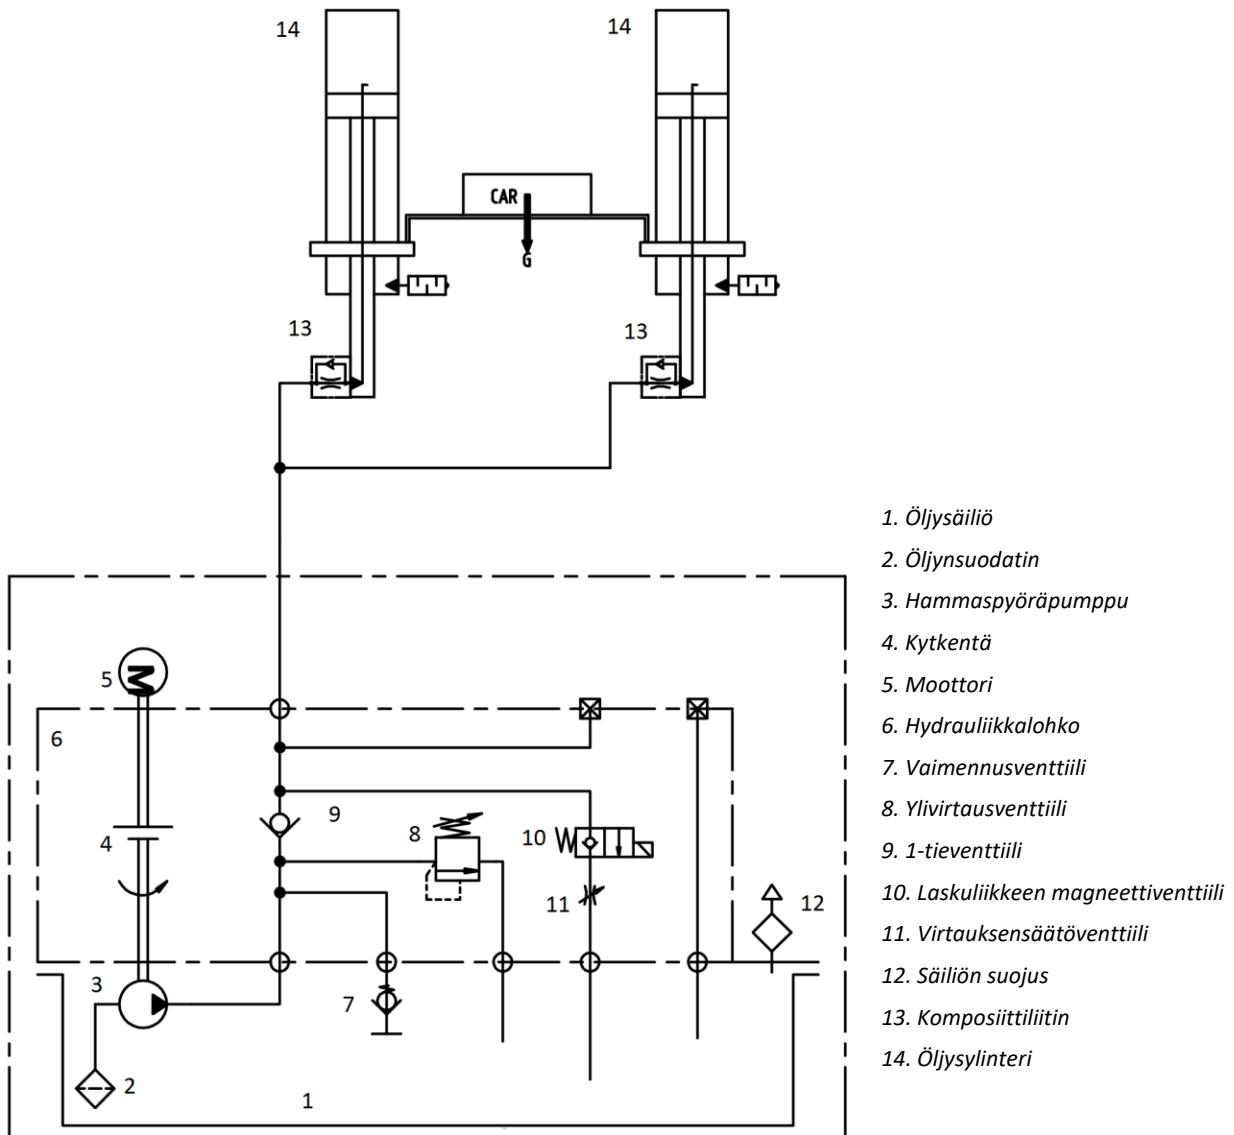 14
14
CAR
G
13
13
5
6
9
8
10
4
11
12
3
7
2
1
1. Öljysäiliö
2. Öljynsuodatin
3. Hammaspyöräpumppu
4. Kytkentä
5. Moottori
6. Hydrauliikkalohko
7. Vaimennusventtiili
8. Ylivirtausventtiili
9. 1-tieventtiili
10. Laskuliikkeen magneettiventtiili
11. Virtauksensäätöventtiili
12. Säiliön suojus
13. Komposiittiliitin
14. Öljysylinteri
M